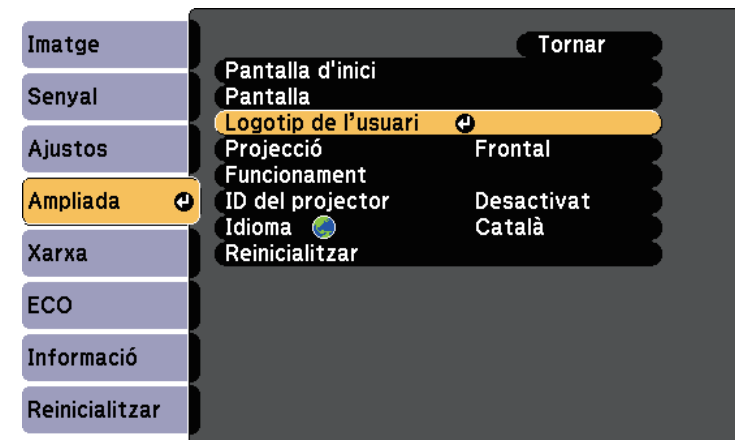 Imatge
Senyal
Ajustos
Ampliada
Xarxa
ECO
Informació
Reinicialitzar
Tornar
Pantalla d'inici
Pantalla
Logotip de l’usuari
Projecció Frontal
Funcionament
ID del projector Desactivat
Idioma Català
Reinicialitzar